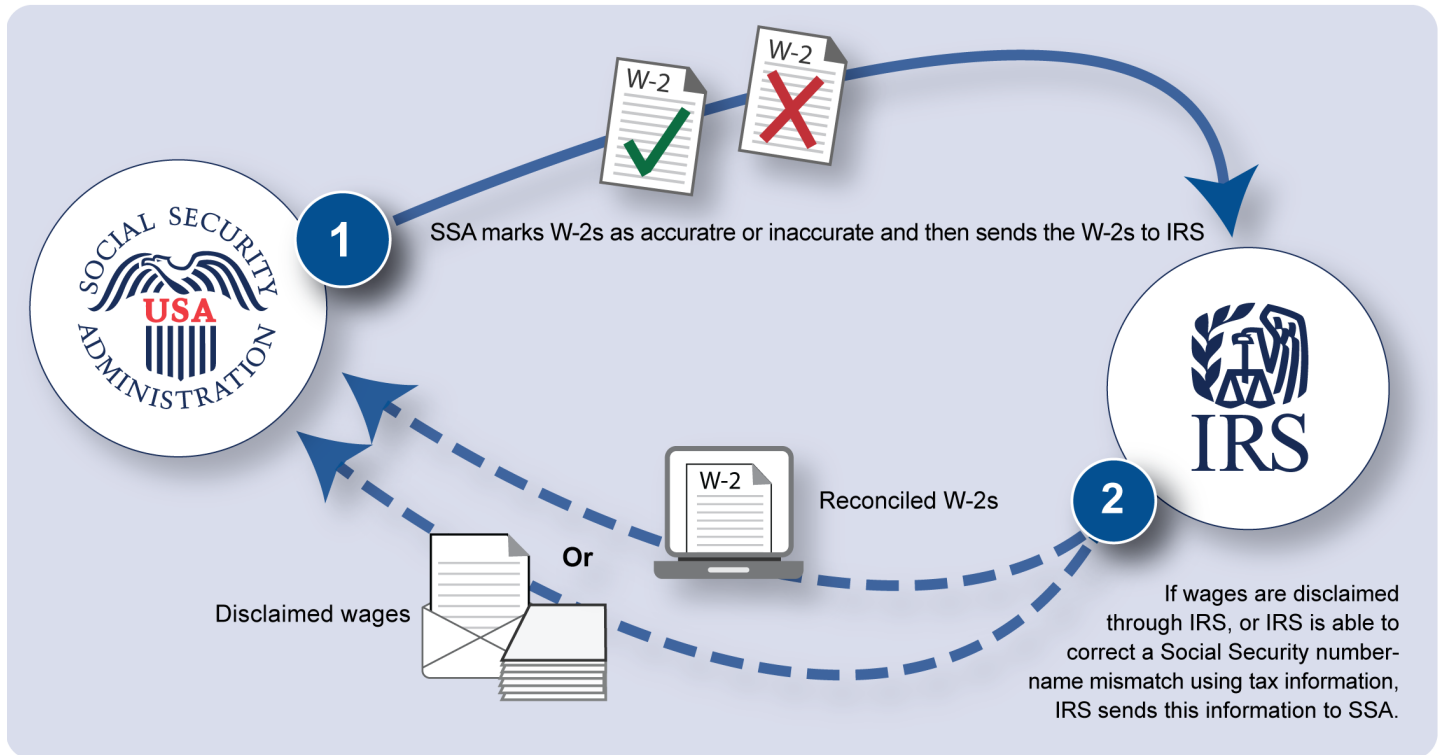 W-2
W-2
SOCIAL SECURITY
ADMINISTRATION
USA
1
SSA marks W-2s as accuratre or inaccurate and then sends the W-2s to IRS
IRS
2
W-2
Reconciled W-2s
Or
Disclaimed wages
If wages are disclaimed
through IRS, or IRS is able to
correct a Social Security number-
name mismatch using tax information,
IRS sends this information to SSA.